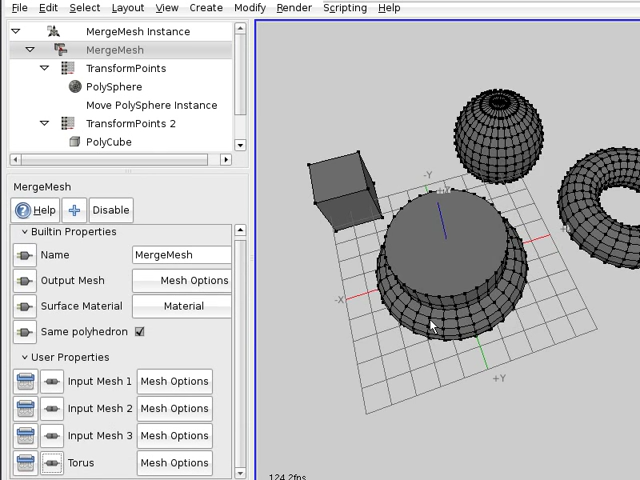 File Edit Select Layout View Create Modify Render Scripting Help
MergeMesh Instance
MergeMesh
TransformPoints
PolySphere
Move PolySphere Instance
TransformPoints 2
PolyCube
MergeMesh
Help Disable
Builtin Properties
Name MergeMesh
Output Mesh Mesh Options
Surface Material Material
Same polyhedron
User Properties
Input Mesh 1 Mesh Options
Input Mesh 2 Mesh Options
Input Mesh 3 Mesh Options
Torus Mesh Options
-Y
-X
+Y
124.2fps